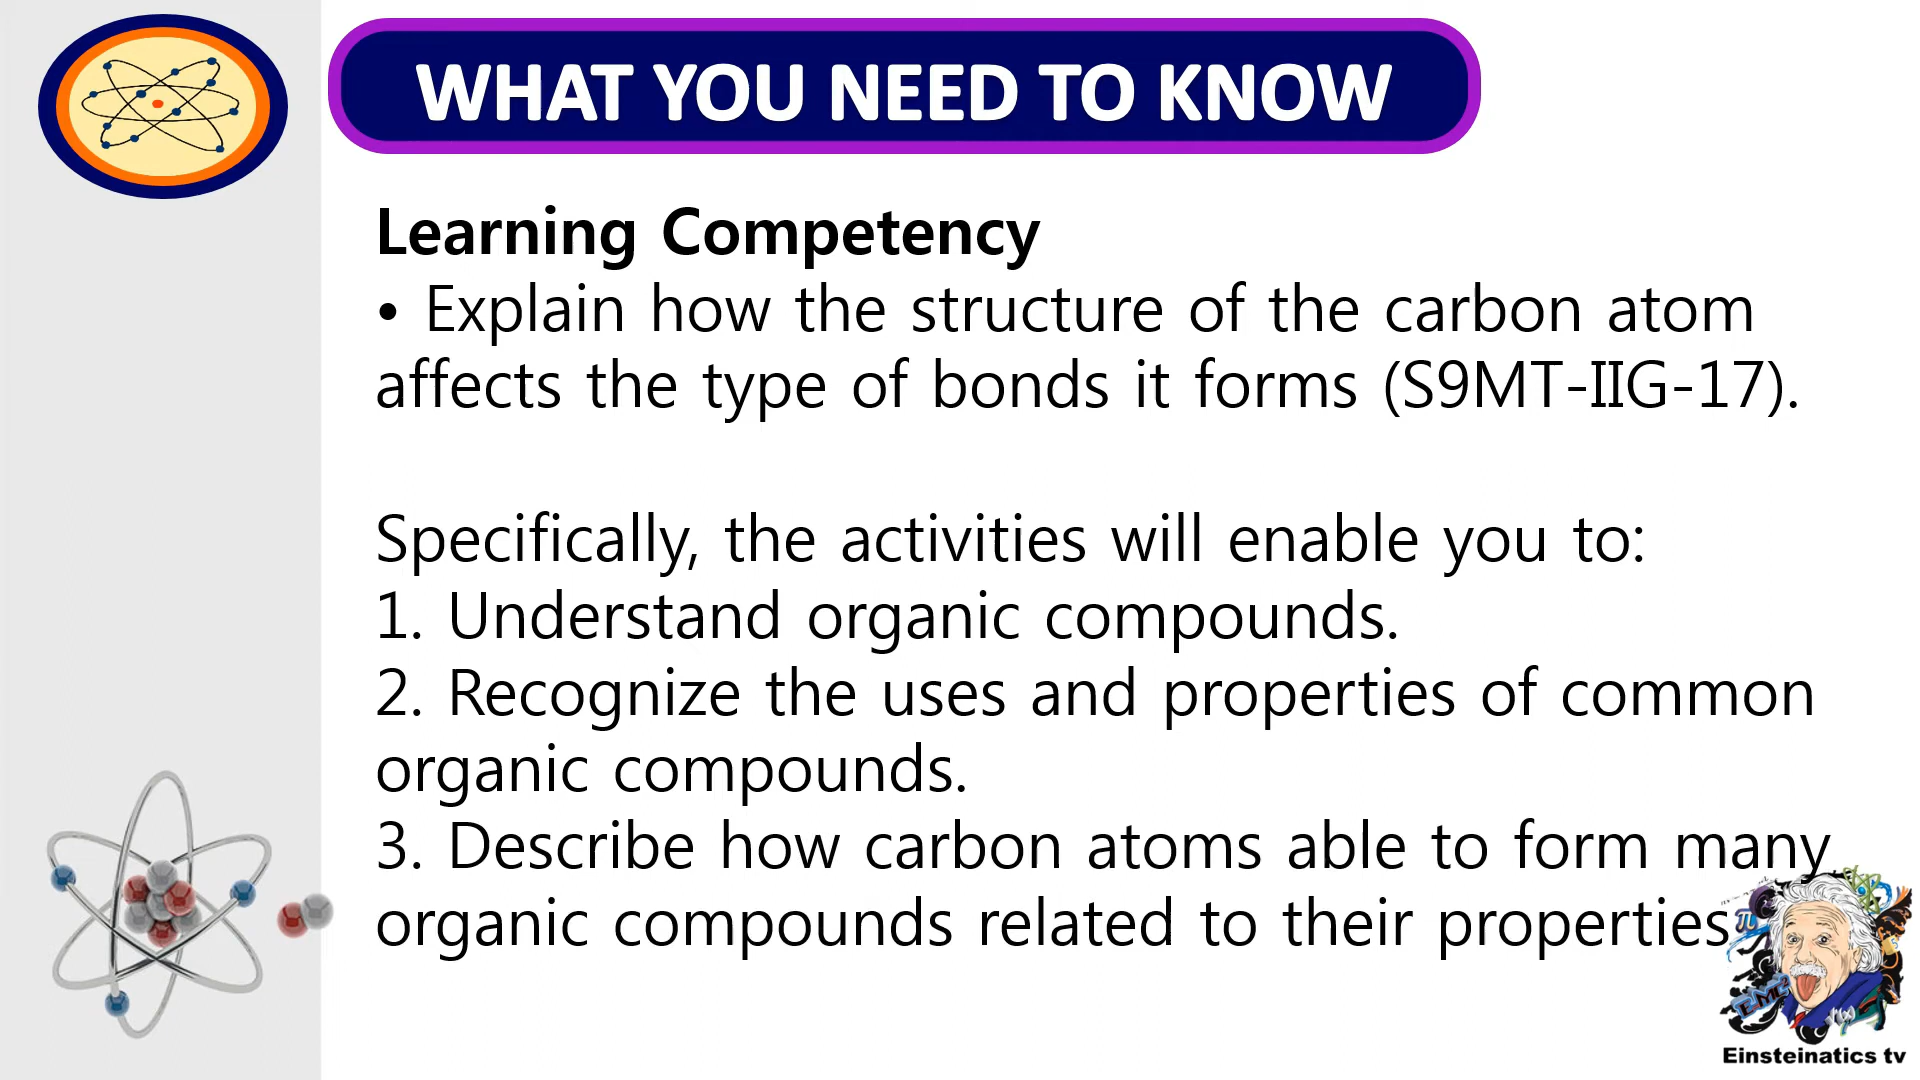 WHAT YOU NEED TO KNOW
Learning Competency
• Explain how the structure of the carbon atom
affects the type of bonds it forms (S9MT-IIG-17).
Specifically, the activities will enable you to:
1. Understand organic compounds.
2. Recognize the uses and properties of common
organic compounds.
3. Describe how carbon atoms able to form many
organic compounds related to their properties
π
E=MC²
Einsteinatics tv